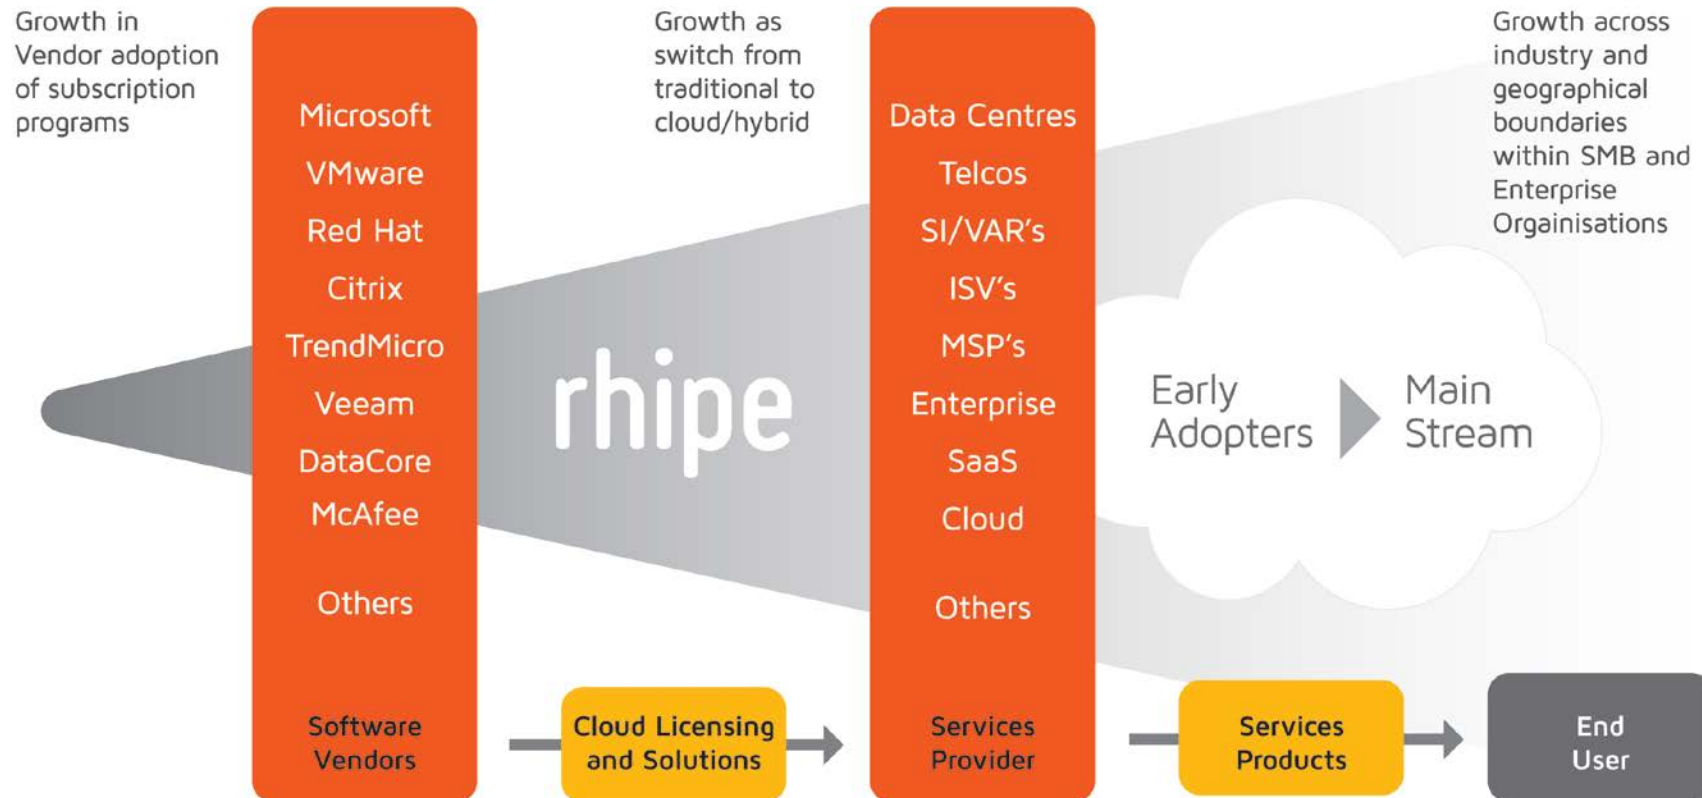 Growth in
Vendor adoption
of subscription
programs
Microsoft
VMware
Red Hat
Citrix
TrendMicro
Veeam
DataCore
McAfee
Others
Software
Vendors
Growth as
switch from
traditional to
cloud/hybrid
rhipe
Cloud Licensing
and Solutions
Data Centres
Telcos
SI/VAR's
ISV's
MSP's
Enterprise
SaaS
Cloud
Others
Services
Provider
Growth across
industry and
geographical
boundaries
within SMB and
Enterprise
Orgainisations
Early
Adopters
Main
Stream
Services
Products
End
User